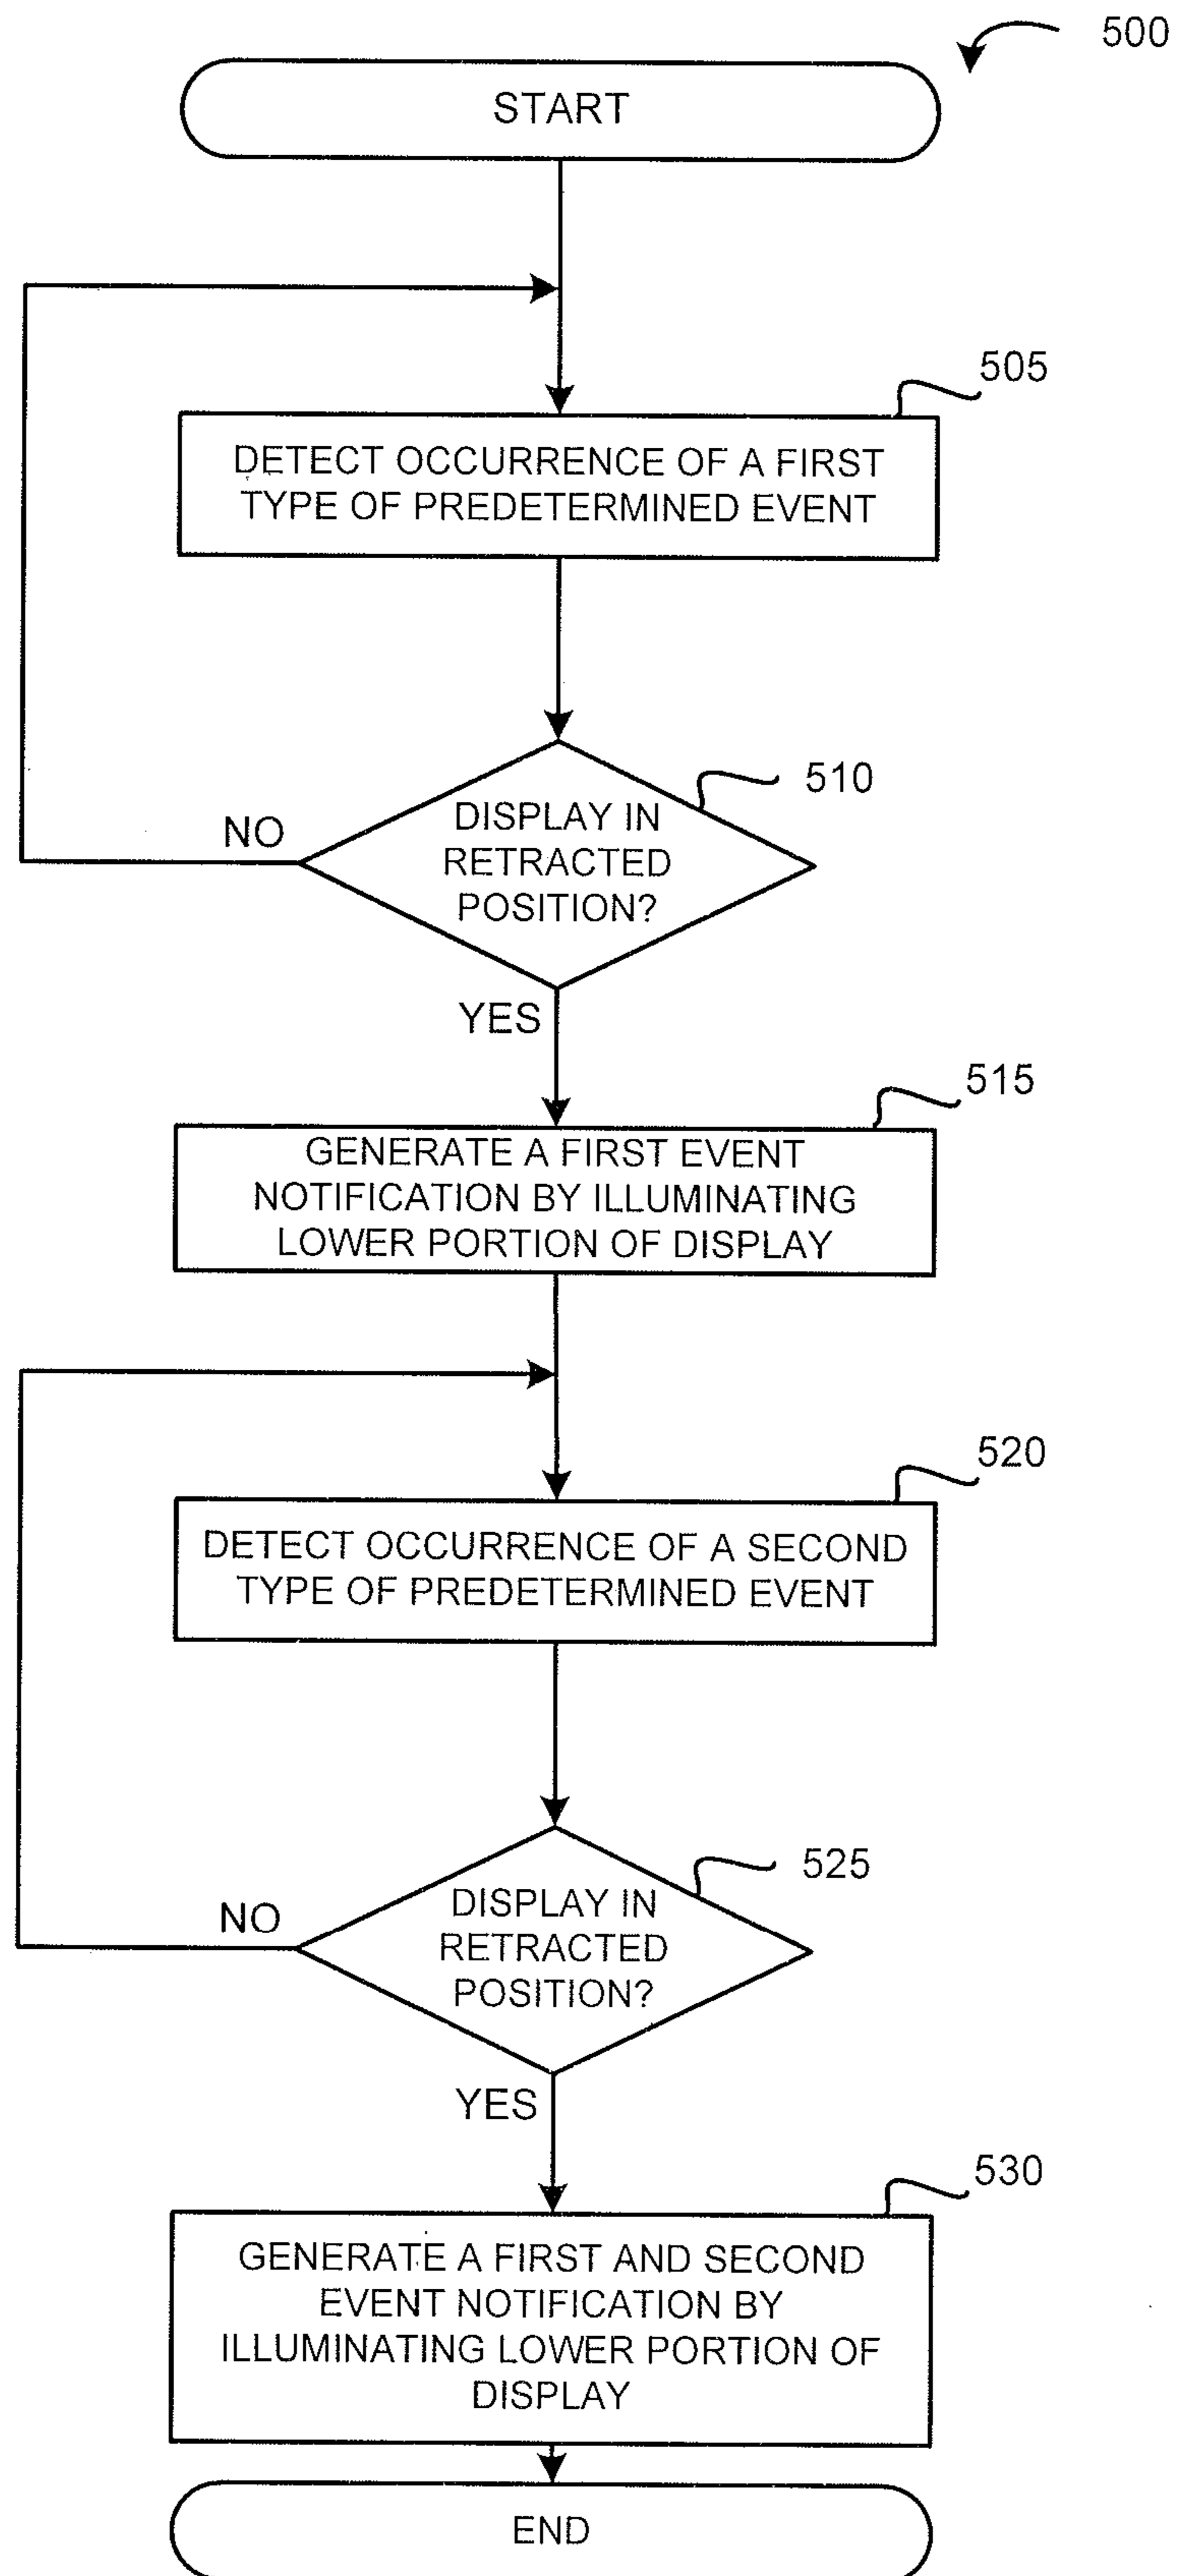 500
START
505
DETECT OCCURRENCE OF A FIRST
TYPE OF PREDETERMINED EVENT
510
DISPLAY IN
RETRACTED
POSITION?
NO
YES
515
GENERATE A FIRST EVENT
NOTIFICATION BY ILLUMINATING
LOWER PORTION OF DISPLAY
520
DETECT OCCURRENCE OF A SECOND
TYPE OF PREDETERMINED EVENT
525
DISPLAY IN
RETRACTED
POSITION?
NO
YES
530
GENERATE A FIRST AND SECOND
EVENT NOTIFICATION BY
ILLUMINATING LOWER PORTION OF
DISPLAY
END